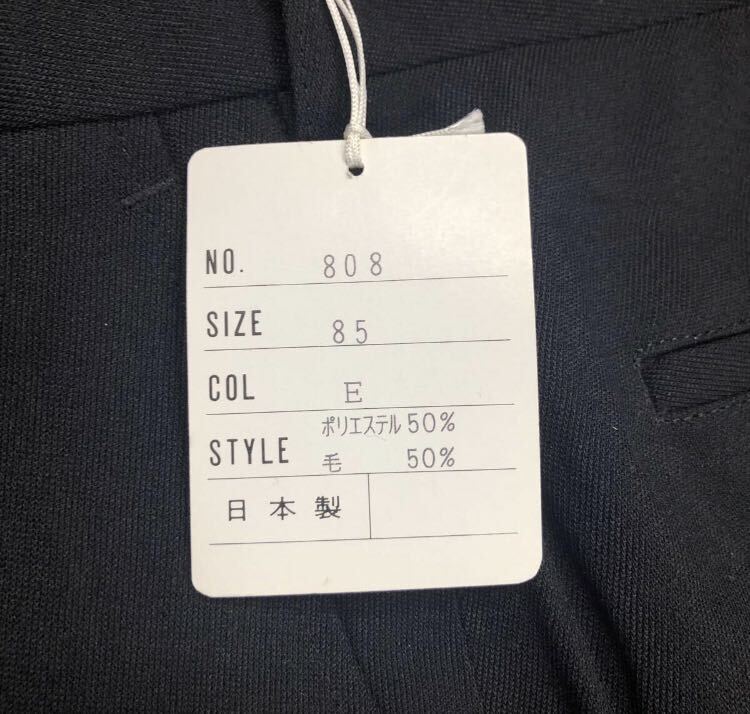 NO. 808
SIZE 85
COL E
STYLE ポリエステル 50%
毛 50%
日本製